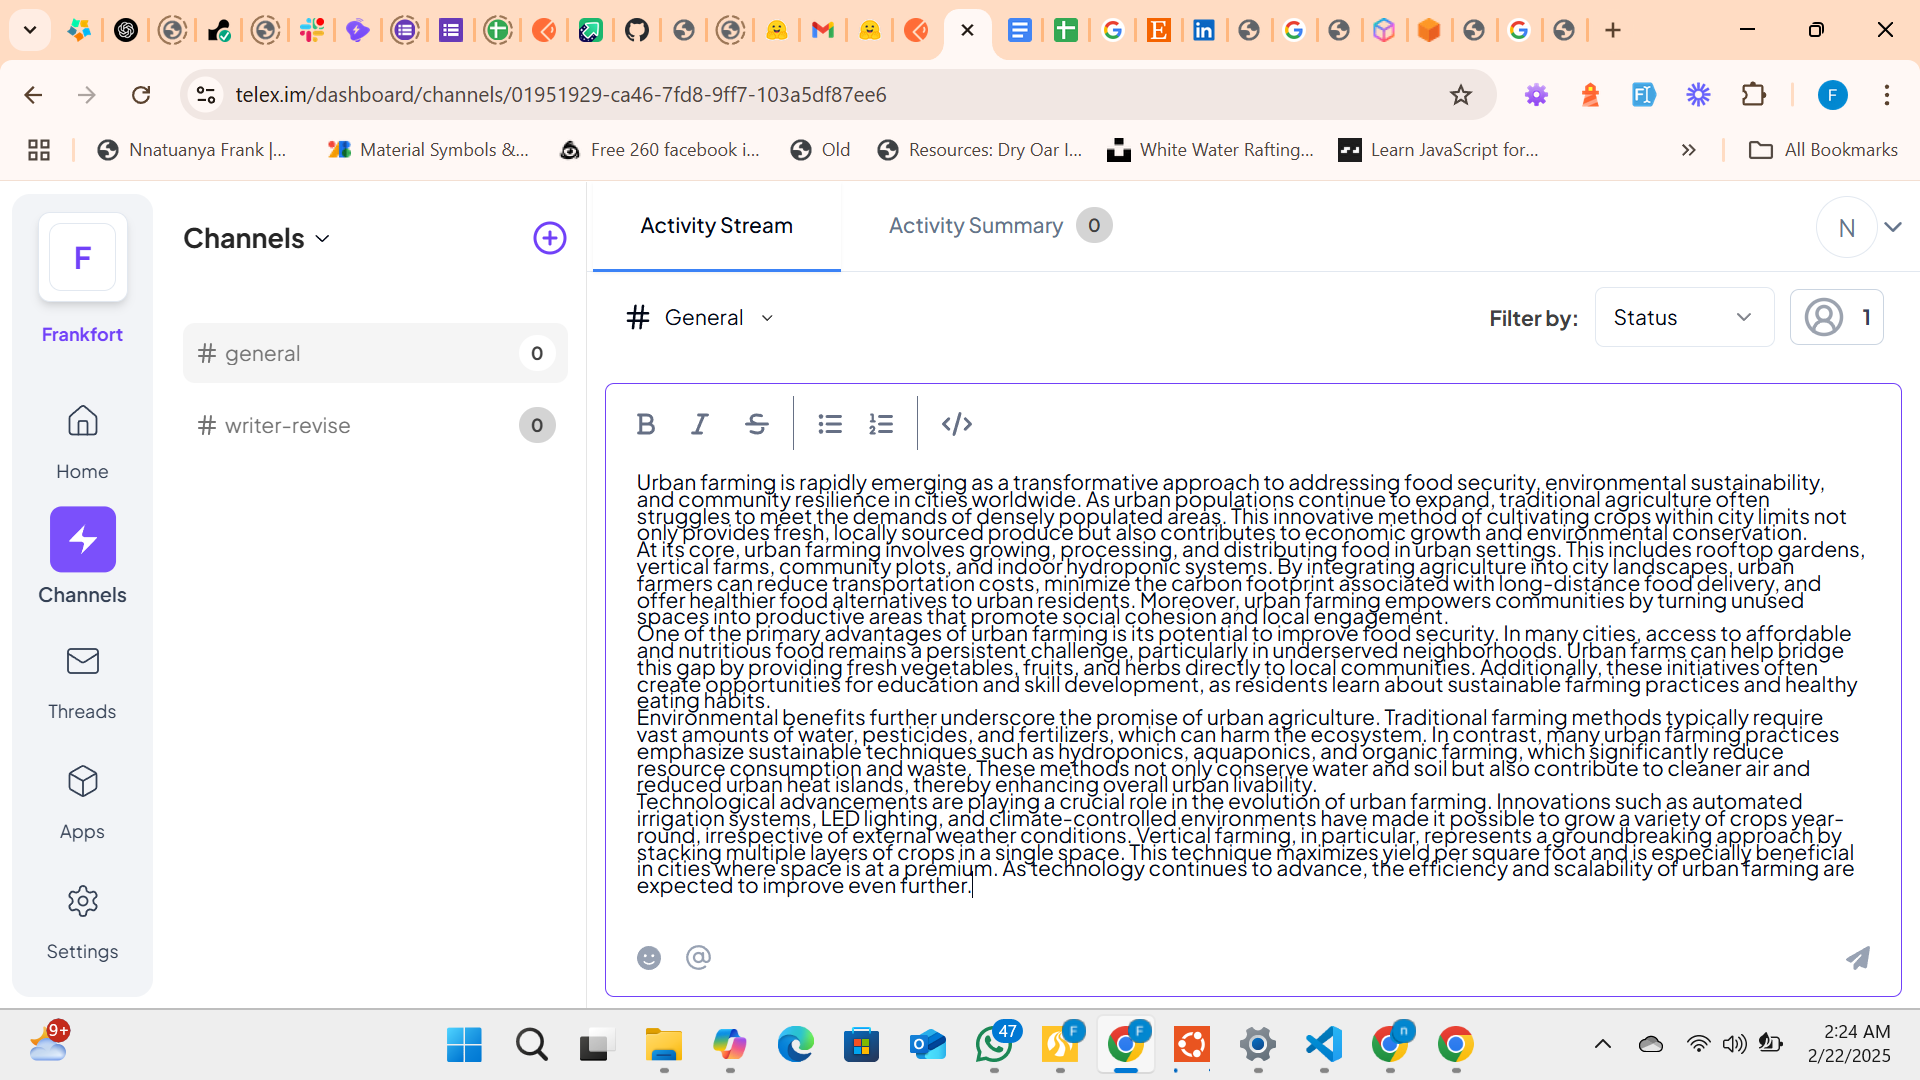 telex.im/dashboard/channels/01951929-ca46-7fd8-9ff7-103a5df87ee6
F
Nnatuanya Frank |...
Material Symbols &...
Free 260 facebook i...
Old
Resources: Dry Oar I...
White Water Rafting...
Learn JavaScript for...
All Bookmarks
F
Frankfort
Home
Channels
Threads
Apps
Settings
Channels
# general 0
# writer-revise 0
Activity Stream
Activity Summary 0
N
# General
Filter by:
Status
1
Urban farming is rapidly emerging as a transformative approach to addressing food security, environmental sustainability,
and community resilience in cities worldwide. As urban populations continue to expand, traditional agriculture often
struggles to meet the demands of densely populated areas. This innovative method of cultivating crops within city limits not
only provides fresh, locally sourced produce but also contributes to economic growth and environmental conservation.
At its core, urban farming involves growing, processing, and distributing food in urban settings. This includes rooftop gardens,
vertical farms, community plots, and indoor hydroponic systems. By integrating agriculture into city landscapes, urban
farmers can reduce transportation costs, minimize the carbon footprint associated with long-distance food delivery, and
offer healthier food alternatives to urban residents. Moreover, urban farming empowers communities by turning unused
spaces into productive areas that promote social cohesion and local engagement.
One of the primary advantages of urban farming is its potential to improve food security. In many cities, access to affordable
and nutritious food remains a persistent challenge, particularly in underserved neighborhoods. Urban farms can help bridge
this gap by providing fresh vegetables, fruits, and herbs directly to local communities. Additionally, these initiatives often
create opportunities for education and skill development, as residents learn about sustainable farming practices and healthy
eating habits.
Environmental benefits further underscore the promise of urban agriculture. Traditional farming methods typically require
vast amounts of water, pesticides, and fertilizers, which can harm the ecosystem. In contrast, many urban farming practices
emphasize sustainable techniques such as hydroponics, aquaponics, and organic farming, which significantly reduce
resource consumption and waste. These methods not only conserve water and soil but also contribute to cleaner air and
reduced urban heat islands, thereby enhancing overall urban livability.
Technological advancements are playing a crucial role in the evolution of urban farming. Innovations such as automated
irrigation systems, LED lighting, and climate-controlled environments have made it possible to grow a variety of crops year-
round, irrespective of external weather conditions. Vertical farming, in particular, represents a groundbreaking approach by
stacking multiple layers of crops in a single space. This technique maximizes yield per square foot and is especially beneficial
in cities where space is at a premium. As technology continues to advance, the efficiency and scalability of urban farming are
expected to improve even further.
9+
47
F
F
n
2:24 AM
2/22/2025